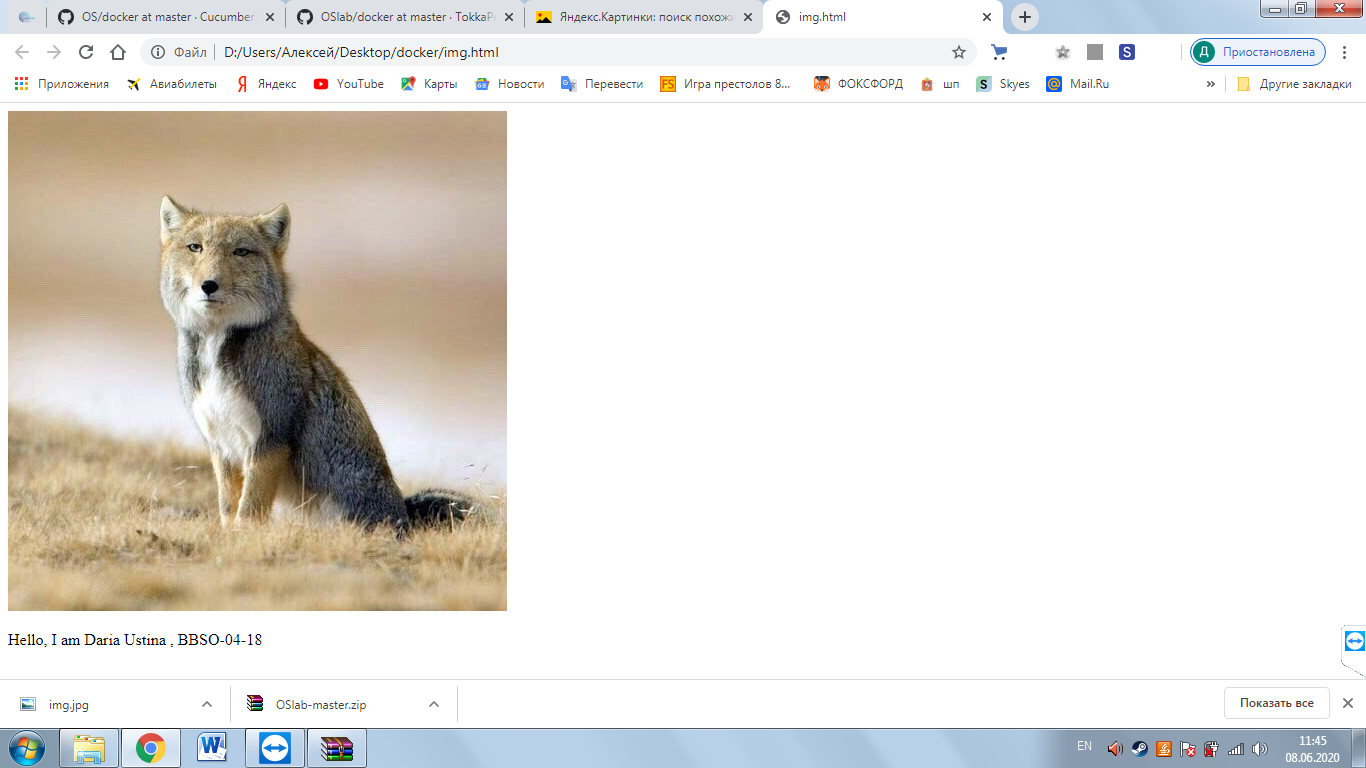 OS/docker at master · Cucumber
OSlab/docker at master · TokkaP
Яндекс.Картинки: поиск похожи
img.html
Файл
D:/Users/Алексей/Desktop/docker/img.html
S
Д
Приостановлена
Приложения
Авиабилеты
Я
Яндекс
YouTube
Карты
Новости
Перевести
FS
Игра престолов 8...
ФОКСФОРД
шп
S
Skyes
@
Mail.Ru
»
Другие закладки
Hello, I am Daria Ustina , BBSO-04-18
img.jpg
OSlab-master.zip
Показать все
W
EN
11:45
08.06.2020